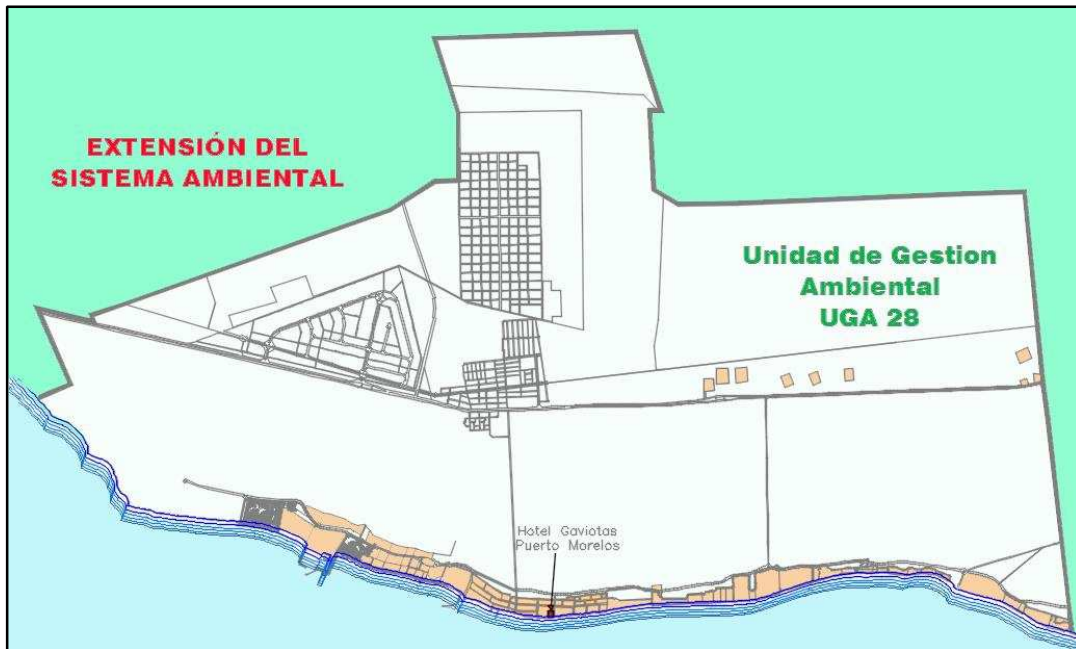 EXTENSIÓN DEL
SISTEMA AMBIENTAL
Unidad de Gestion
Ambiental
UGA 28
Hotel Gaviotas
Puerto Morelos